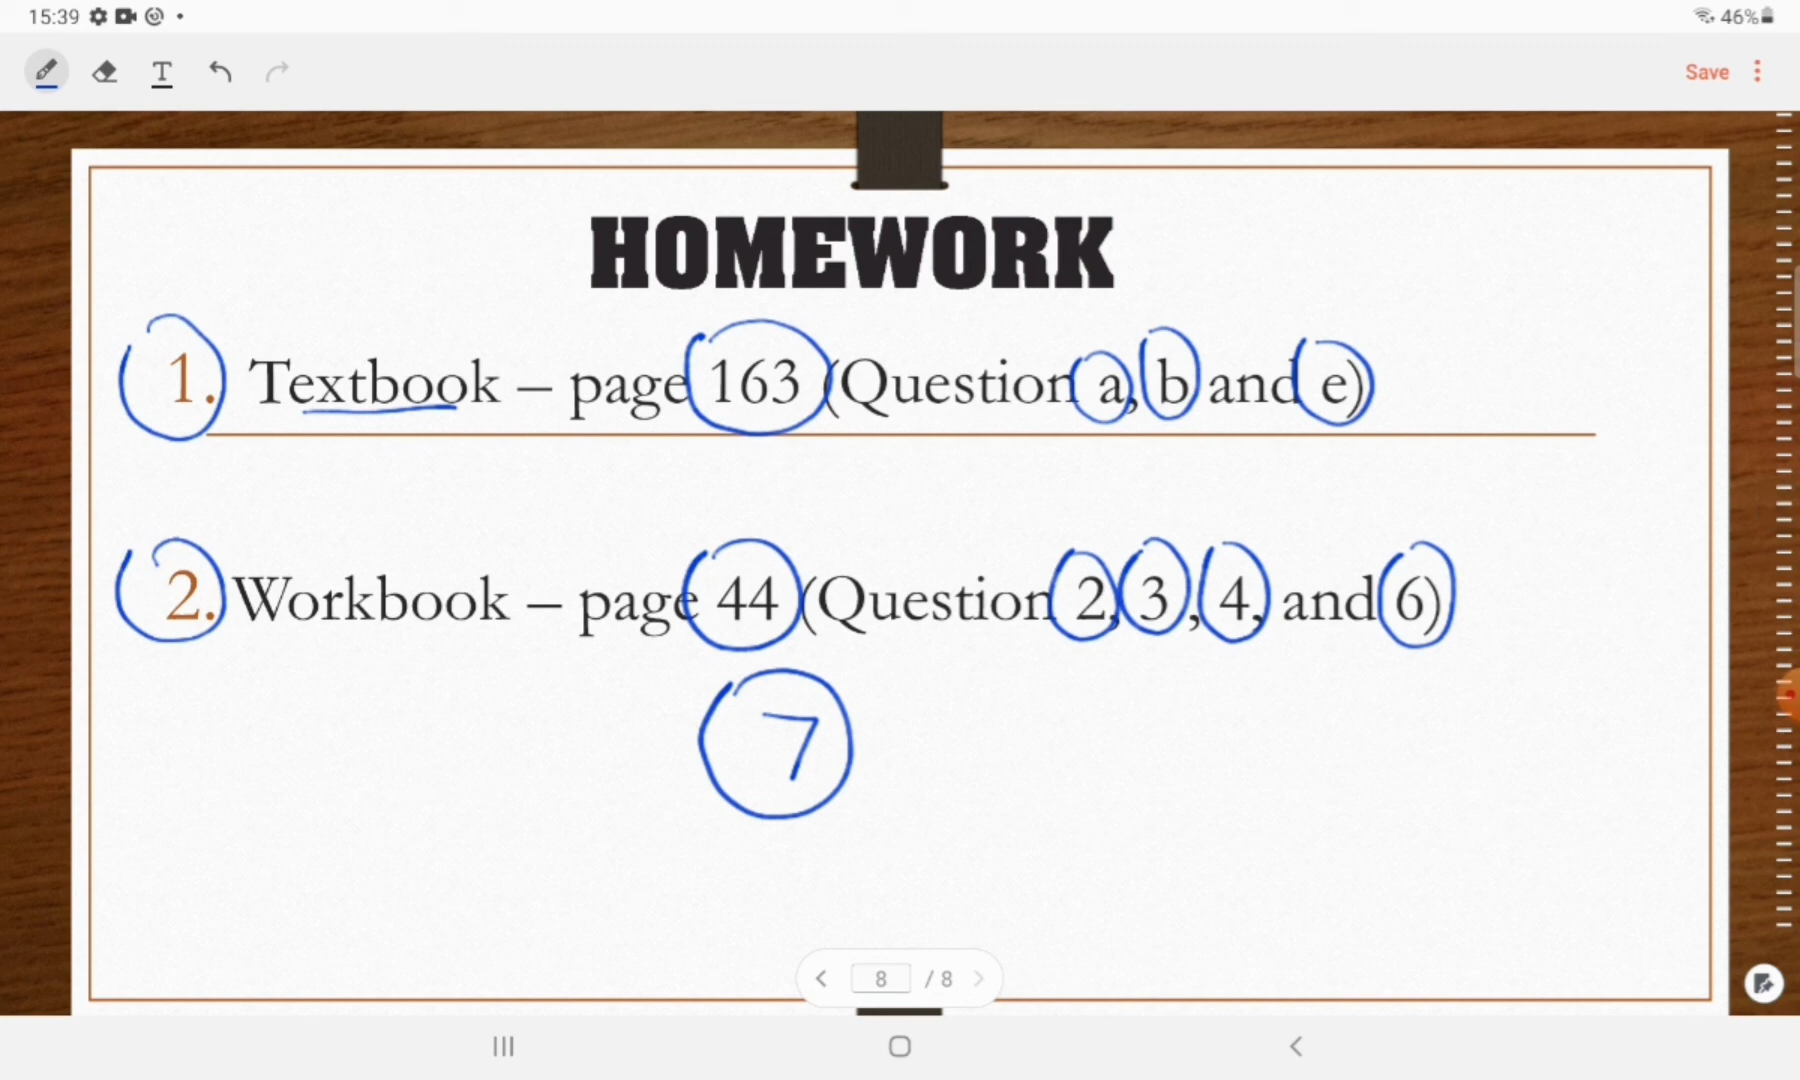 15:39 46%
T Save
HOMEWORK
1. Textbook – page 163 (Question a, b and e)
2. Workbook – page 44 (Question 2, 3, 4, and 6)
7
8 / 8